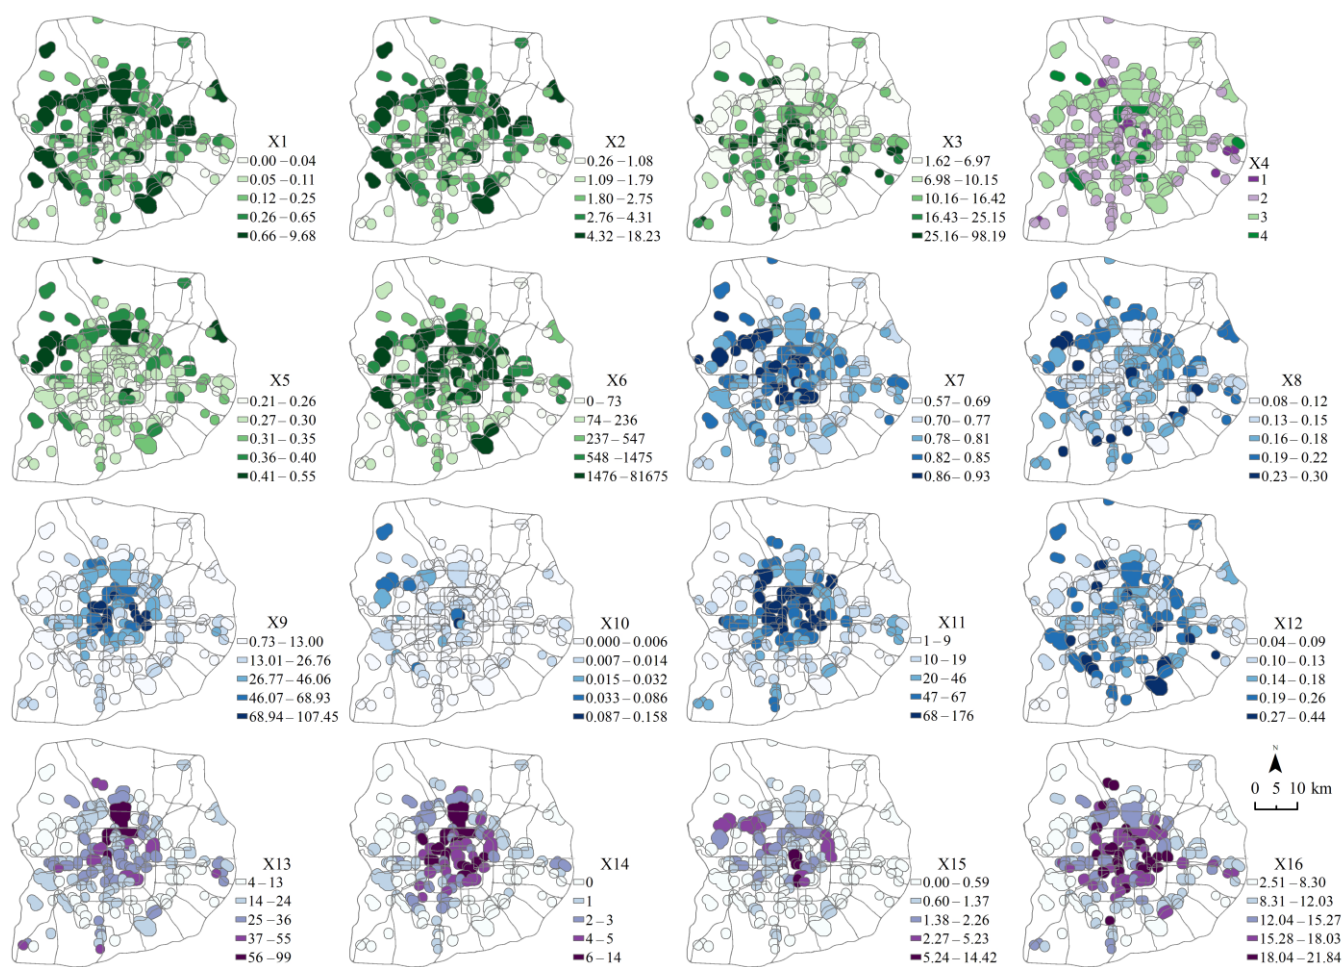 X1
0.00 – 0.04
0.05 – 0.11
0.12 – 0.25
0.26 – 0.65
0.66 – 9.68
X2
0.26 – 1.08
1.09 – 1.79
1.80 – 2.75
2.76 – 4.31
4.32 – 18.23
X3
1.62 – 6.97
6.98 – 10.15
10.16 – 16.42
16.43 – 25.15
25.16 – 98.19
X4
1
2
3
4
X5
0.21 – 0.26
0.27 – 0.30
0.31 – 0.35
0.36 – 0.40
0.41 – 0.55
X6
0 – 73
74 – 236
237 – 547
548 – 1475
1476 – 81675
X7
0.57 – 0.69
0.70 – 0.77
0.78 – 0.81
0.82 – 0.85
0.86 – 0.93
X8
0.08 – 0.12
0.13 – 0.15
0.16 – 0.18
0.19 – 0.22
0.23 – 0.30
X9
0.73 – 13.00
13.01 – 26.76
26.77 – 46.06
46.07 – 68.93
68.94 – 107.45
X10
0.000 – 0.006
0.007 – 0.014
0.015 – 0.032
0.033 – 0.086
0.087 – 0.158
X11
1 – 9
10 – 19
20 – 46
47 – 67
68 – 176
X12
0.04 – 0.09
0.10 – 0.13
0.14 – 0.18
0.19 – 0.26
0.27 – 0.44
X13
4 – 13
14 – 24
25 – 36
37 – 55
56 – 99
X14
0
1
2 – 3
4 – 5
6 – 14
X15
0.00 – 0.59
0.60 – 1.37
1.38 – 2.26
2.27 – 5.23
5.24 – 14.42
N
0 5 10 km
X16
2.51 – 8.30
8.31 – 12.03
12.04 – 15.27
15.28 – 18.03
18.04 – 21.84